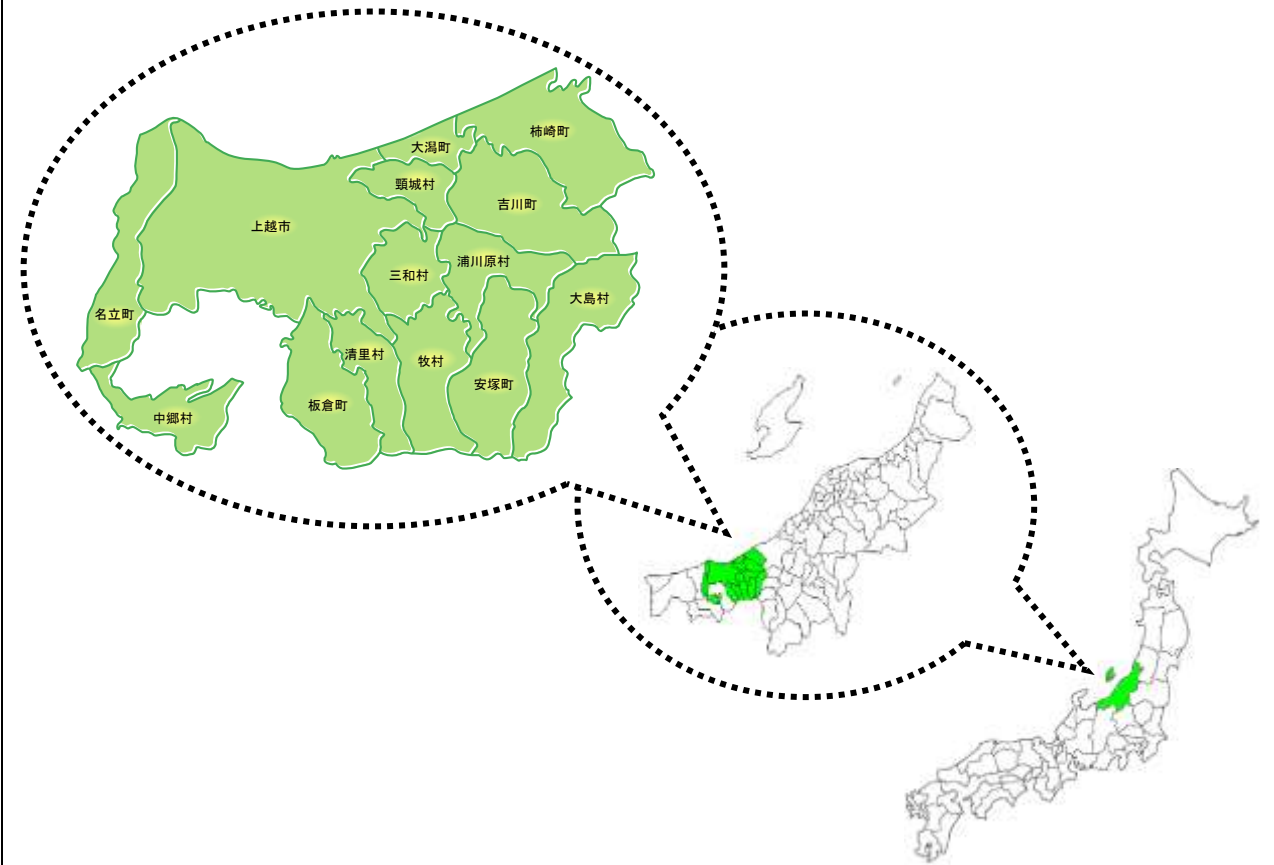 柿崎町
大潟町
頸城村
吉川町
上越市
浦川原村
三和村
大島村
名立町
清里村
牧村
安塚町
板倉町
中郷村